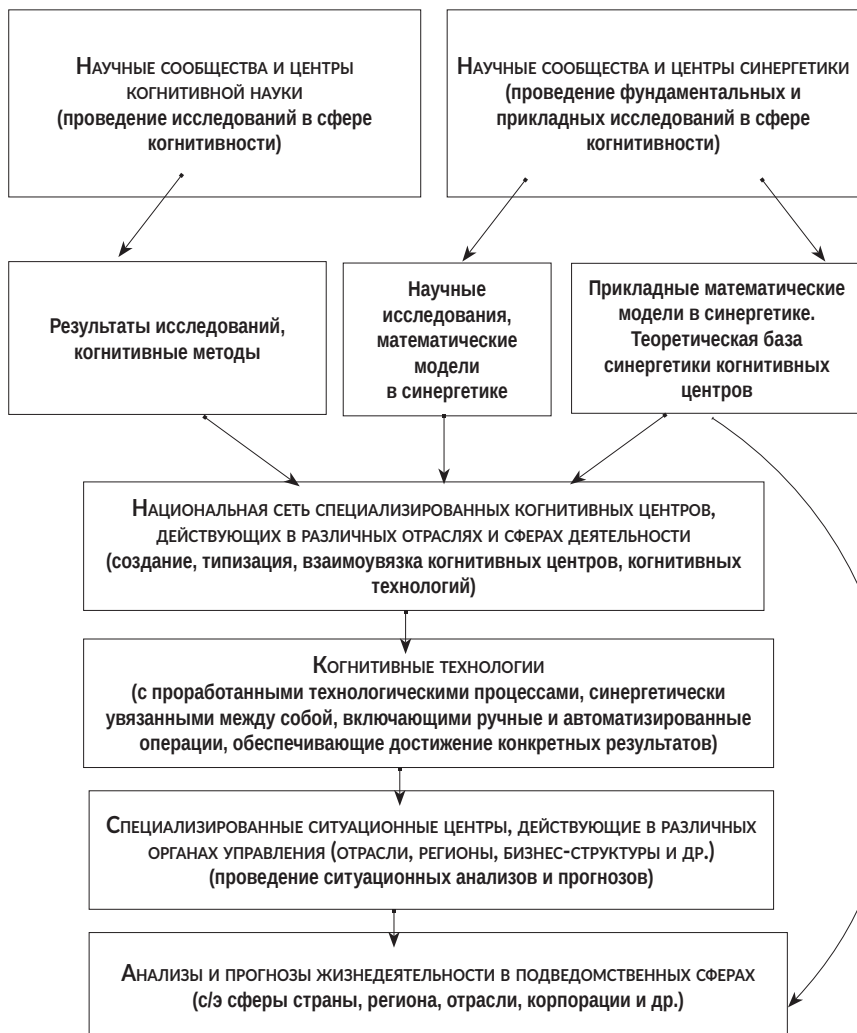 Научные сообщества и центры
когнитивной науки
(проведение исследований в сфере
когнитивности)
Научные сообщества и центры синергетики
(проведение фундаментальных и
прикладных исследований в сфере
когнитивности)
Результаты исследований,
когнитивные методы
Научные
исследования,
математические
модели
в синергетике
Прикладные математические
модели в синергетике.
Теоретическая база
синергетики когнитивных
центров
Национальная сеть специализированных когнитивных центров,
действующих в различных отраслях и сферах деятельности
(создание, типизация, взаимоувязка когнитивных центров, когнитивных
технологий)
Когнитивные технологии
(с проработанными технологическими процессами, синергетически
увязанными между собой, включающими ручные и автоматизированные
операции, обеспечивающие достижение конкретных результатов)
Специализированные ситуационные центры, действующие в различных
органах управления (отрасли, регионы, бизнес-структуры и др.)
(проведение ситуационных анализов и прогнозов)
Анализы и прогнозы жизнедеятельности в подведомственных сферах
(с/э сферы страны, региона, отрасли, корпорации и др.)